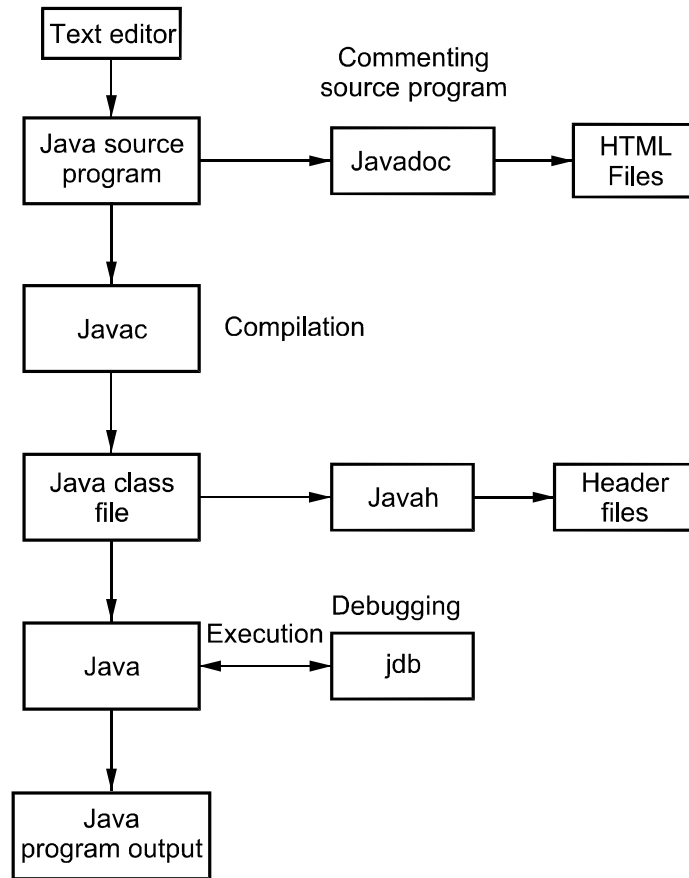 Text editor
Commenting
source program
Java source
program
Javadoc
HTML
Files
Javac
Compilation
Java class
file
Javah
Header
files
Debugging
Execution
Java
jdb
Java
program output